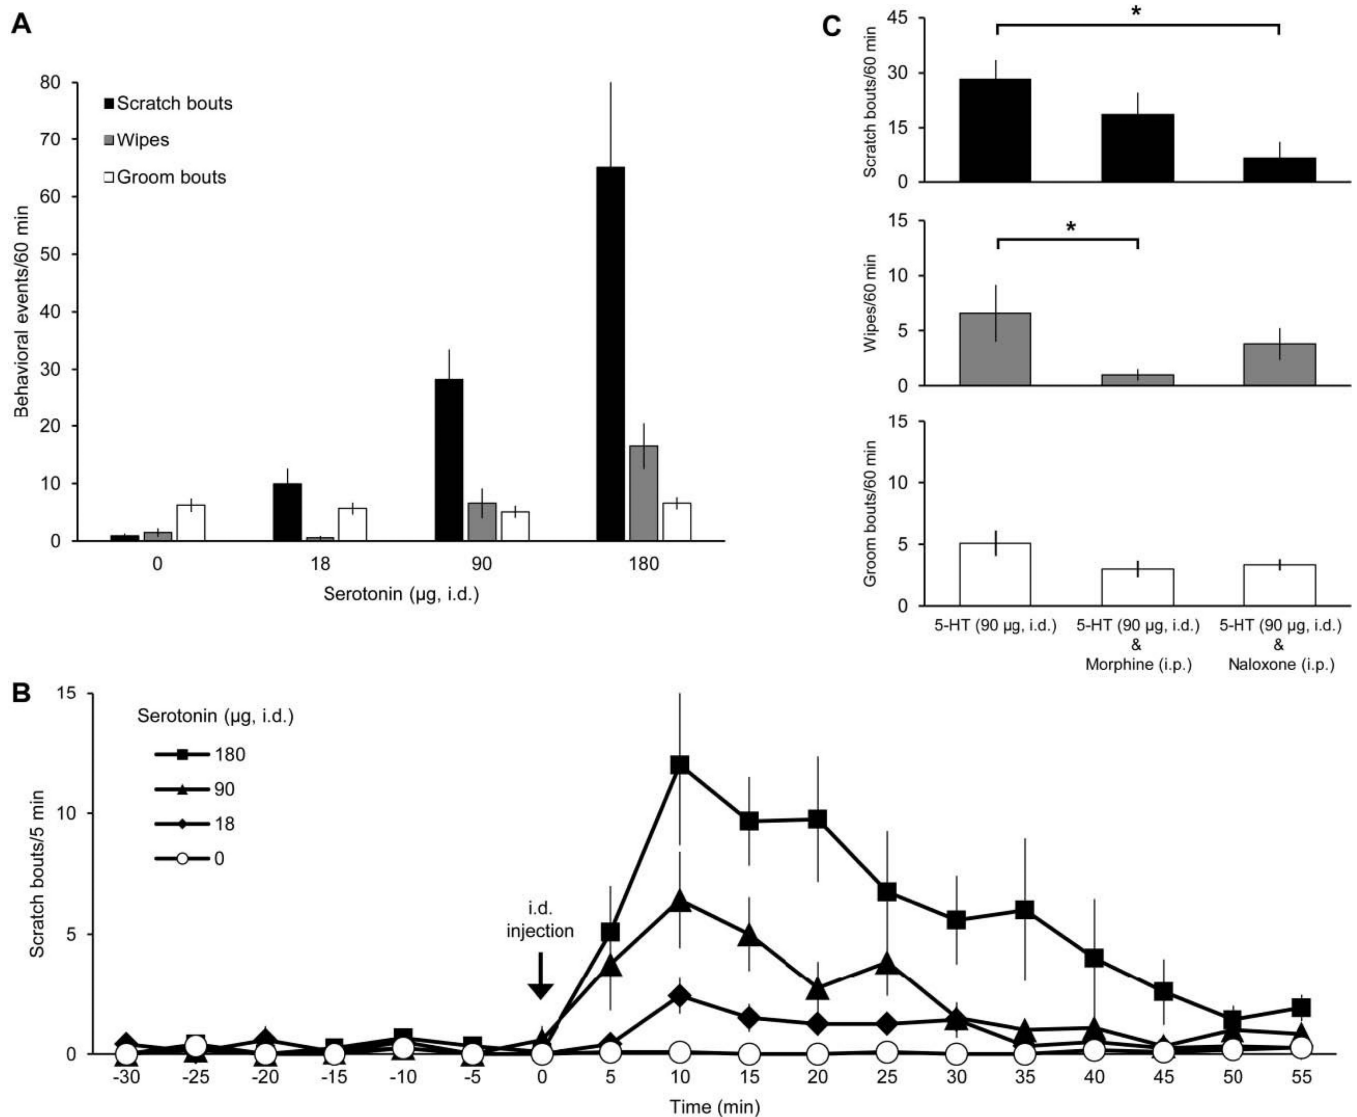 A
80
70
60
50
40
30
20
10
0
Behavioral events/60 min
Scratch bouts
Wipes
Groom bouts
0 18 90 180
Serotonin (µg, i.d.)
C
45
30
15
0
Scratch bouts/60 min
*
15
10
5
0
Wipes/60 min
*
15
10
5
0
Groom bouts/60 min
5-HT (90 µg, i.d.)
5-HT (90 µg, i.d.)
&
Morphine (i.p.)
5-HT (90 µg, i.d.)
&
Naloxone (i.p.)
B
15
10
5
0
Scratch bouts/5 min
Serotonin (µg, i.d.)
180
90
18
0
i.d.
injection
-30 -25 -20 -15 -10 -5 0 5 10 15 20 25 30 35 40 45 50 55
Time (min)